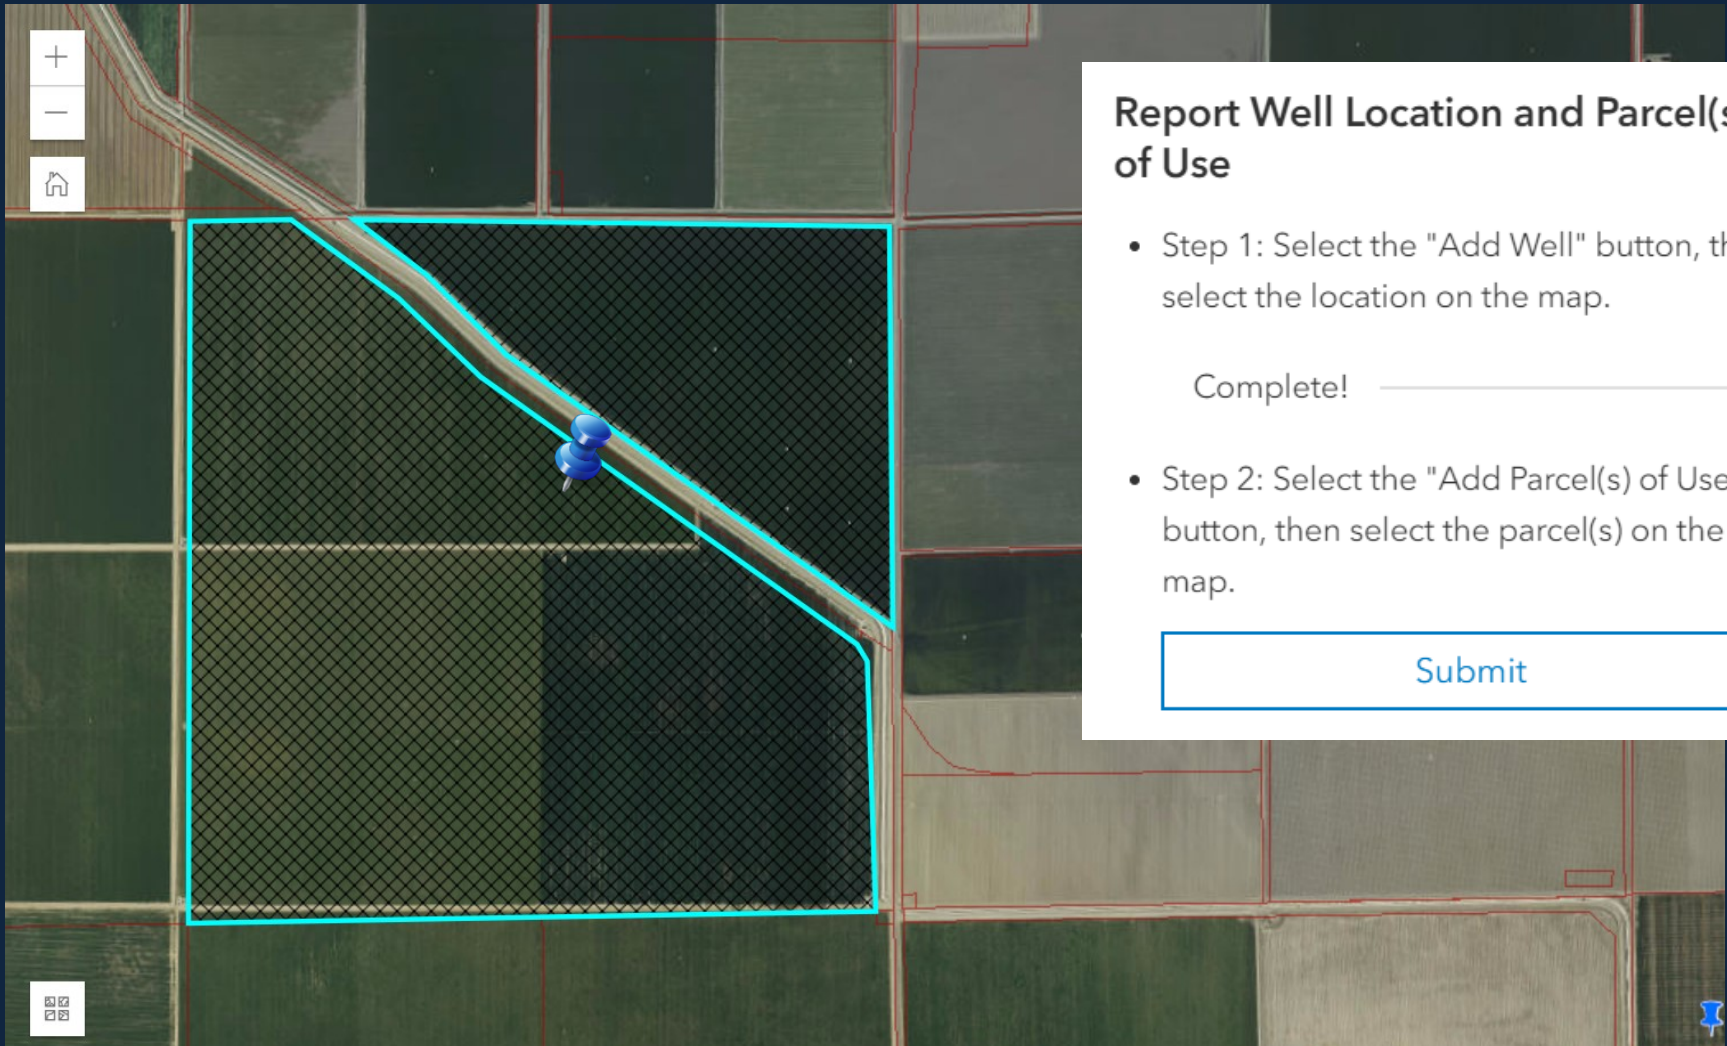 Report Well Location and Parcel(s
of Use
Step 1: Select the "Add Well" button, th
select the location on the map.
Complete!
Step 2: Select the "Add Parcel(s) of Use
button, then select the parcel(s) on the
map.
Submit